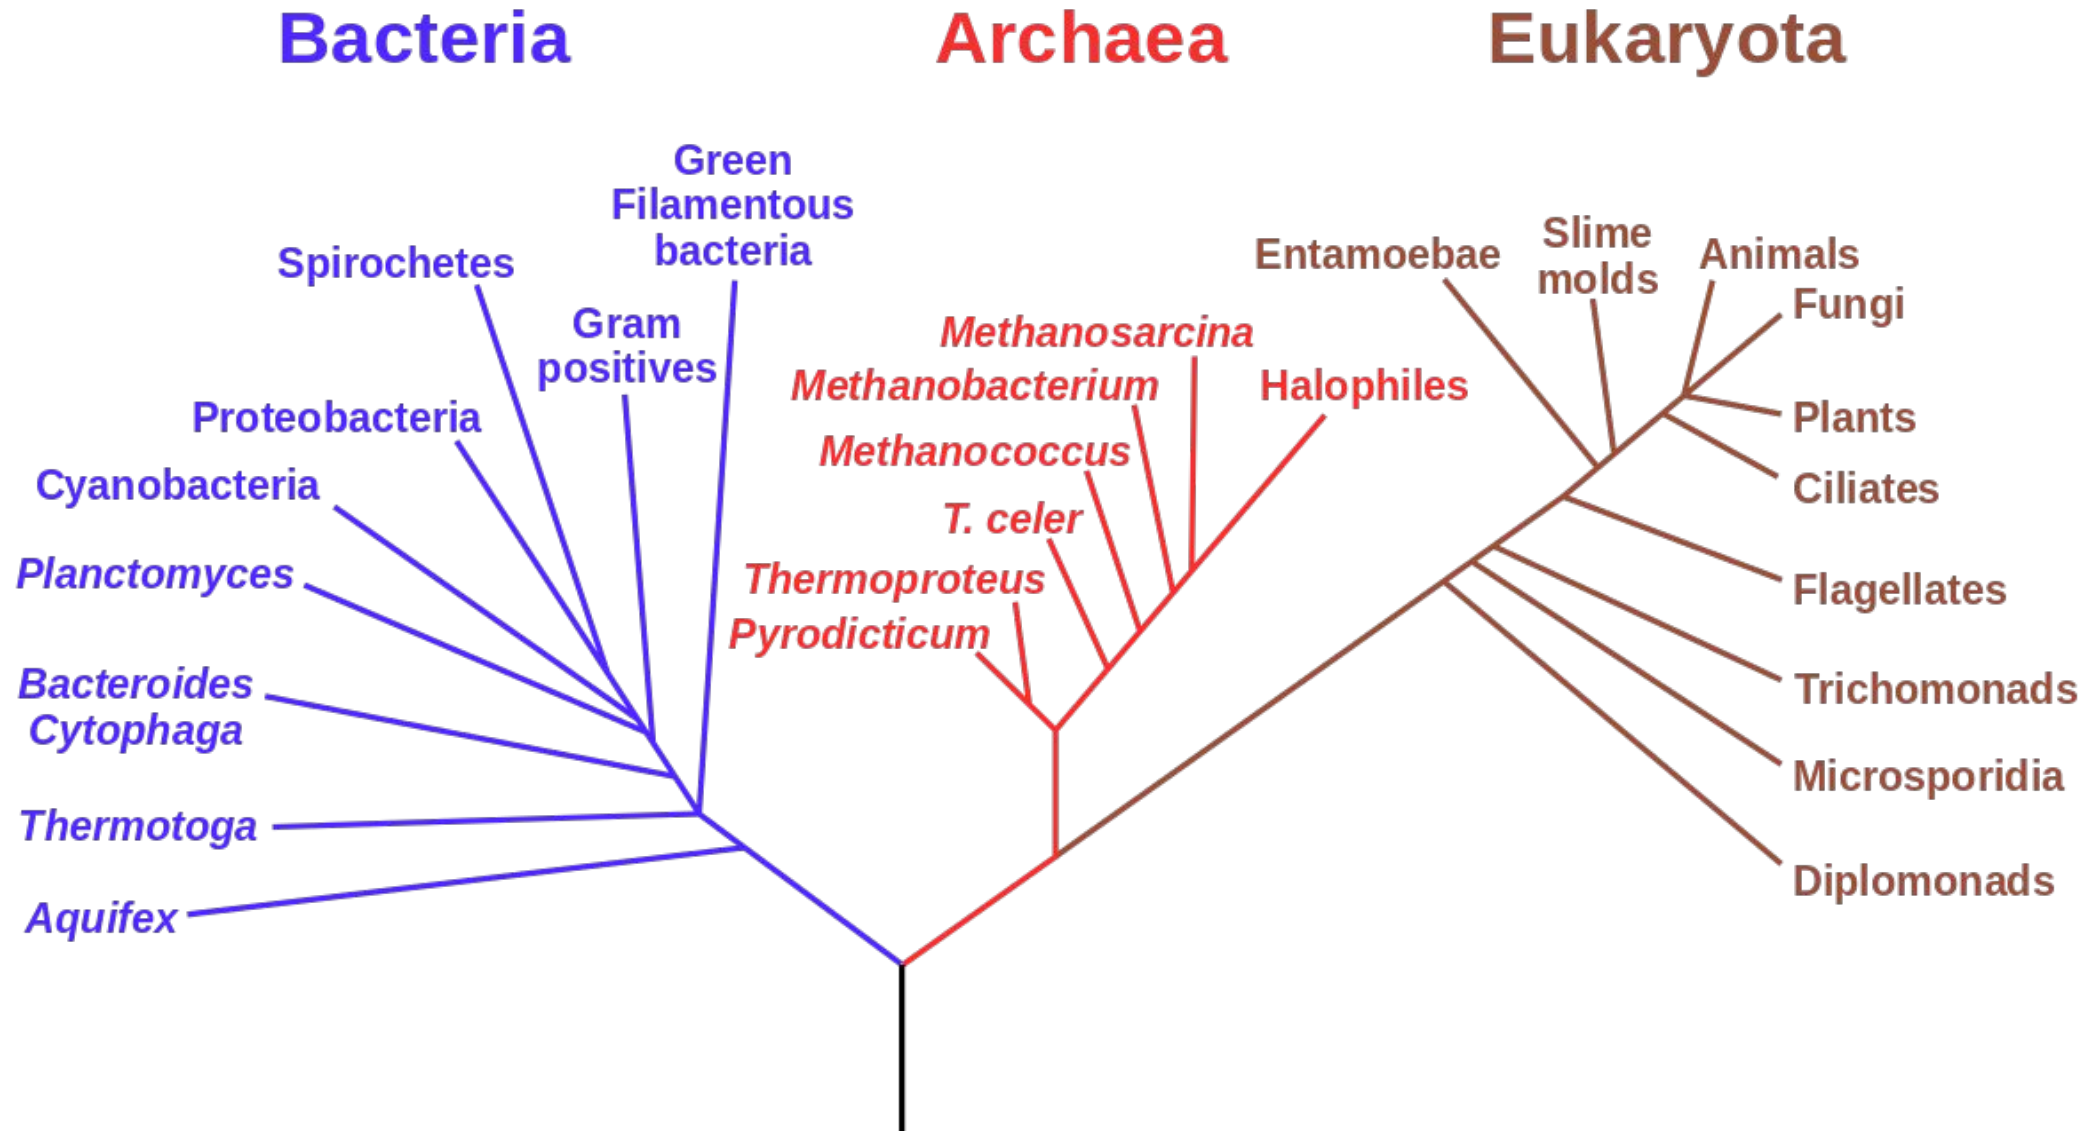 Bacteria
Archaea
Eukaryota
Green
Filamentous
bacteria
Spirochetes
Gram
positives
Proteobacteria
Cyanobacteria
Planctomyces
Bacteroides
Cytophaga
Thermotoga
Aquifex
Methanosarcina
Methanobacterium
Halophiles
Methanococcus
T. celer
Thermoproteus
Pyrodicticum
Entamoebae
Slime
molds
Animals
Fungi
Plants
Ciliates
Flagellates
Trichomonads
Microsporidia
Diplomonads